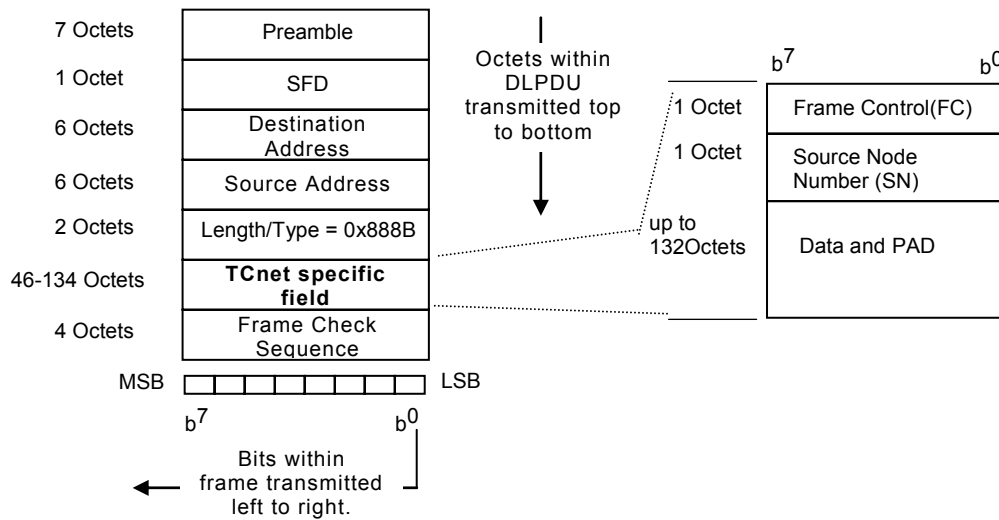 7 Octets
Preamble
1 Octet
SFD
6 Octets
Destination
Address
6 Octets
Source Address
2 Octets
Length/Type = 0x888B
46-134 Octets
TCnet specific
field
4 Octets
Frame Check
Sequence
MSB
LSB
b7
b0
Bits within
frame transmitted
left to right.
Octets within
DLPDU
transmitted top
to bottom
b7
b0
1 Octet
Frame Control(FC)
1 Octet
Source Node
Number (SN)
up to
132Octets
Data and PAD